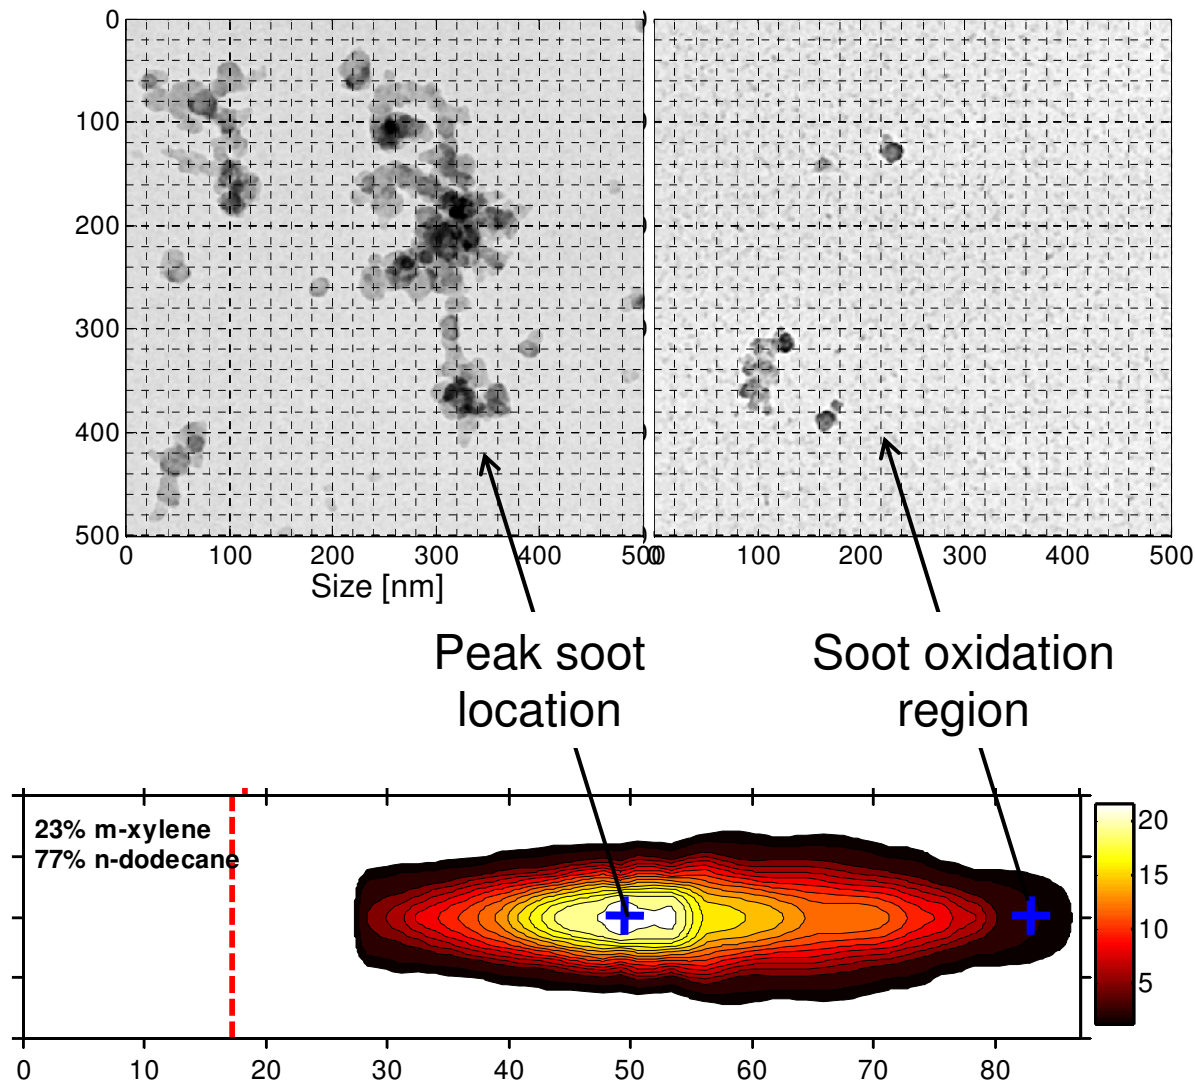 0
100
200
300
400
500
0 100 200 300 400 500
0 100 200 300 400 500
Size [nm]
Peak soot
location
Soot oxidation
region
23% m-xylene
77% n-dodecane
20
15
10
5
0 10 20 30 40 50 60 70 80